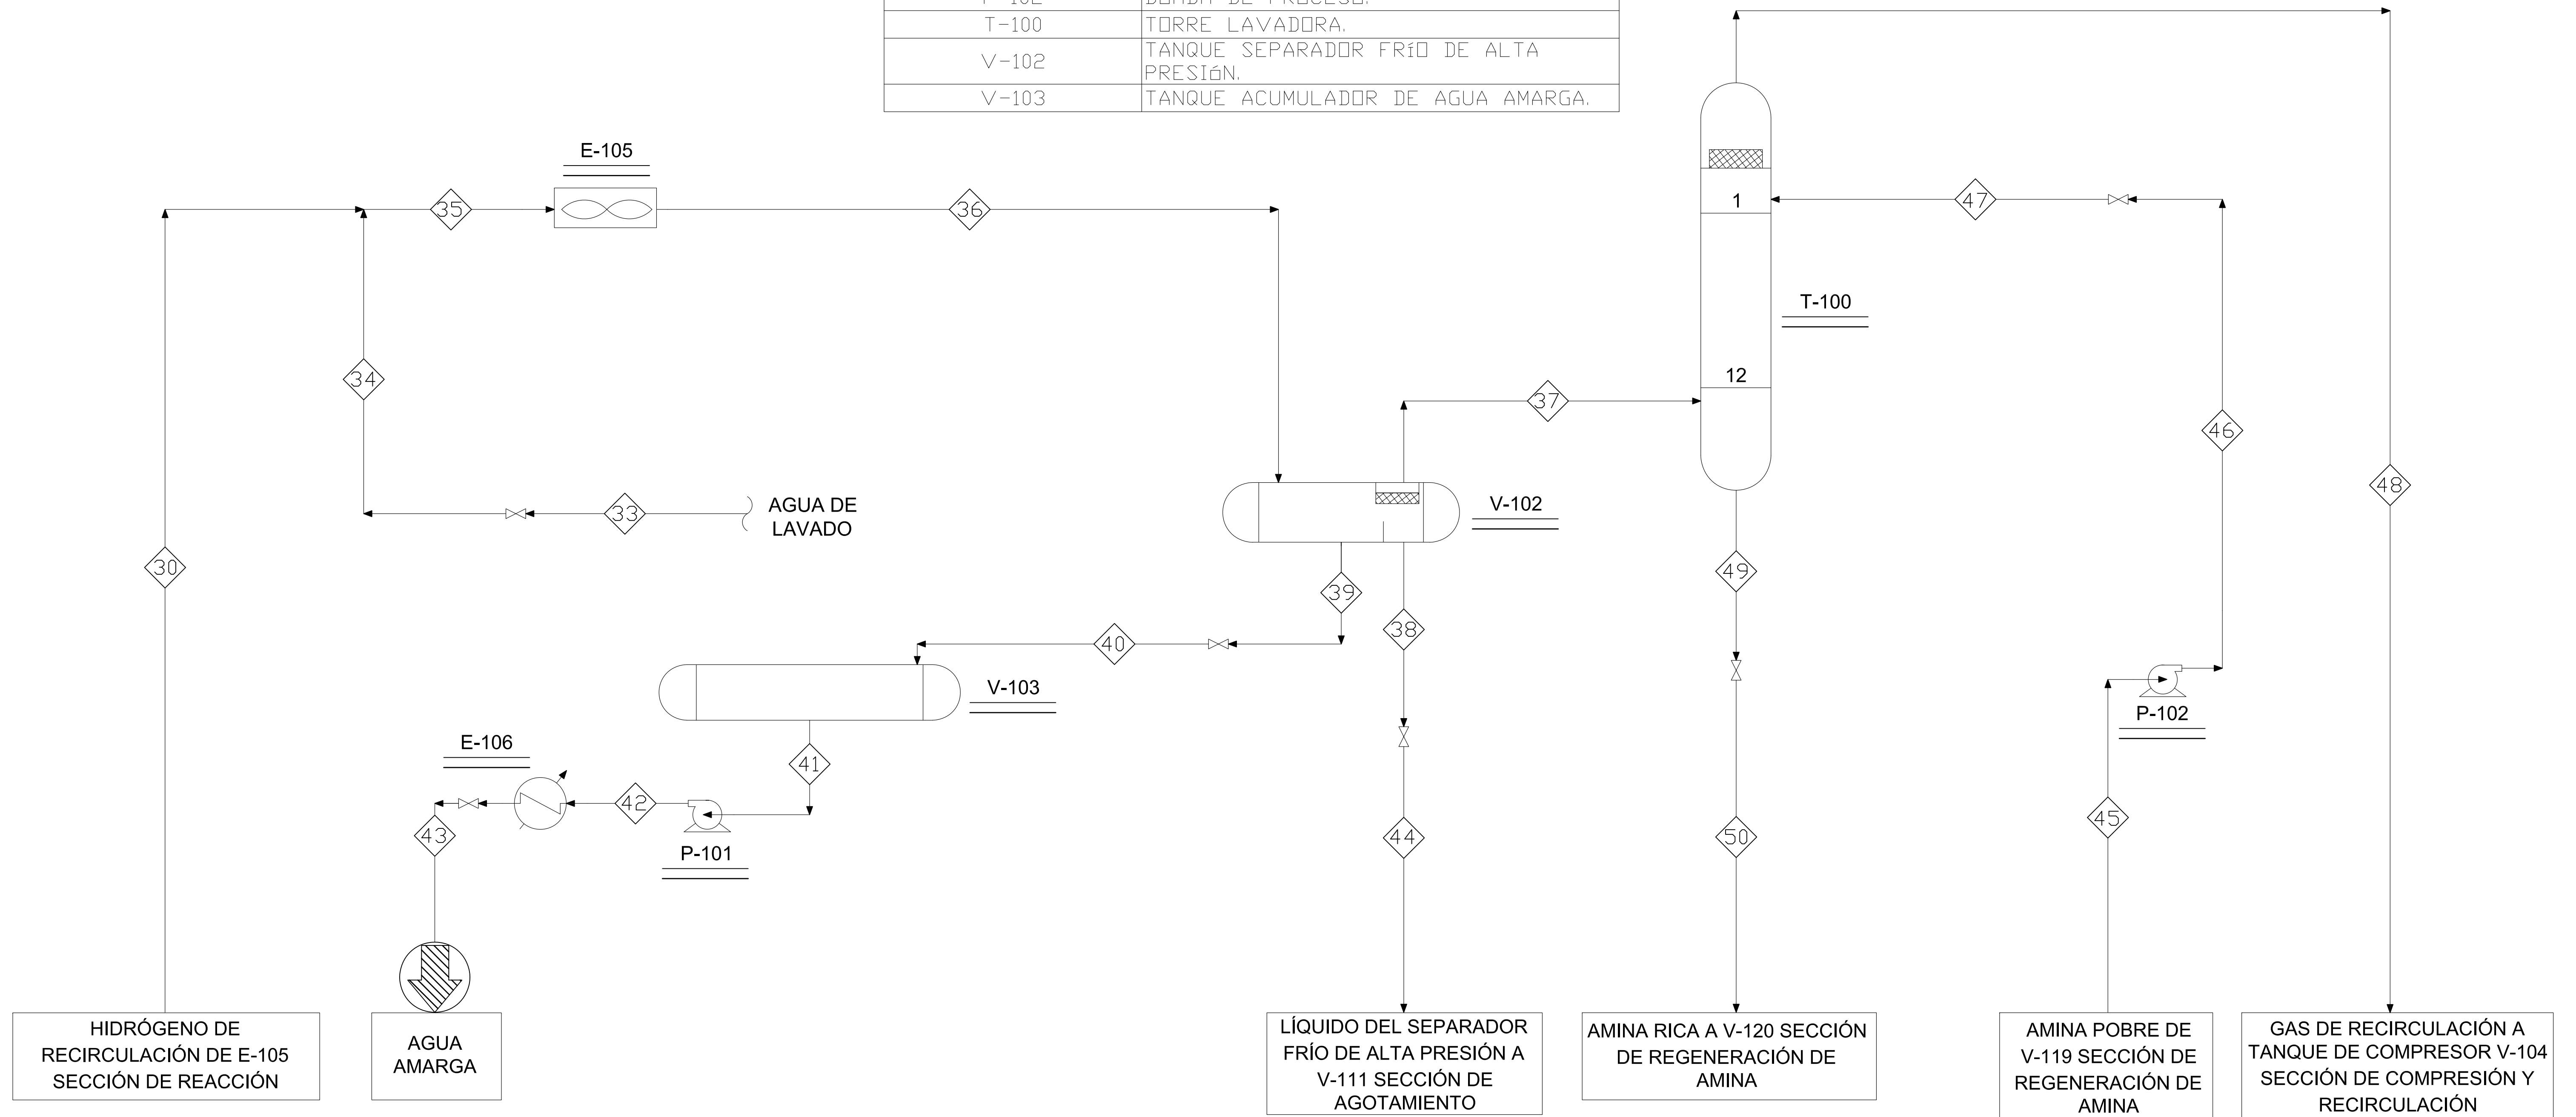 BOMBA DE PROCESO.
T-100 TORRE LAVADORA.
V-102 TANQUE SEPARADOR FRíO DE ALTA
PRESIóN.
V-103 TANQUE ACUMULADOR DE AGUA AMARGA.
E-105
35
36
1
47
T-100
34
12
37
46
48
33
AGUA DE
LAVADO
V-102
30
49
39
38
40
V-103
P-102
E-106
41
42
43
45
44
50
P-101
HIDRÓGENO DE
RECIRCULACIÓN DE E-105
SECCIÓN DE REACCIÓN
AGUA
AMARGA
LÍQUIDO DEL SEPARADOR
FRÍO DE ALTA PRESIÓN A
V-111 SECCIÓN DE
AGOTAMIENTO
AMINA RICA A V-120 SECCIÓN
DE REGENERACIÓN DE
AMINA
AMINA POBRE DE
V-119 SECCIÓN DE
REGENERACIÓN DE
AMINA
GAS DE RECIRCULACIÓN A
TANQUE DE COMPRESOR V-104
SECCIÓN DE COMPRESIÓN Y
RECIRCULACIÓN